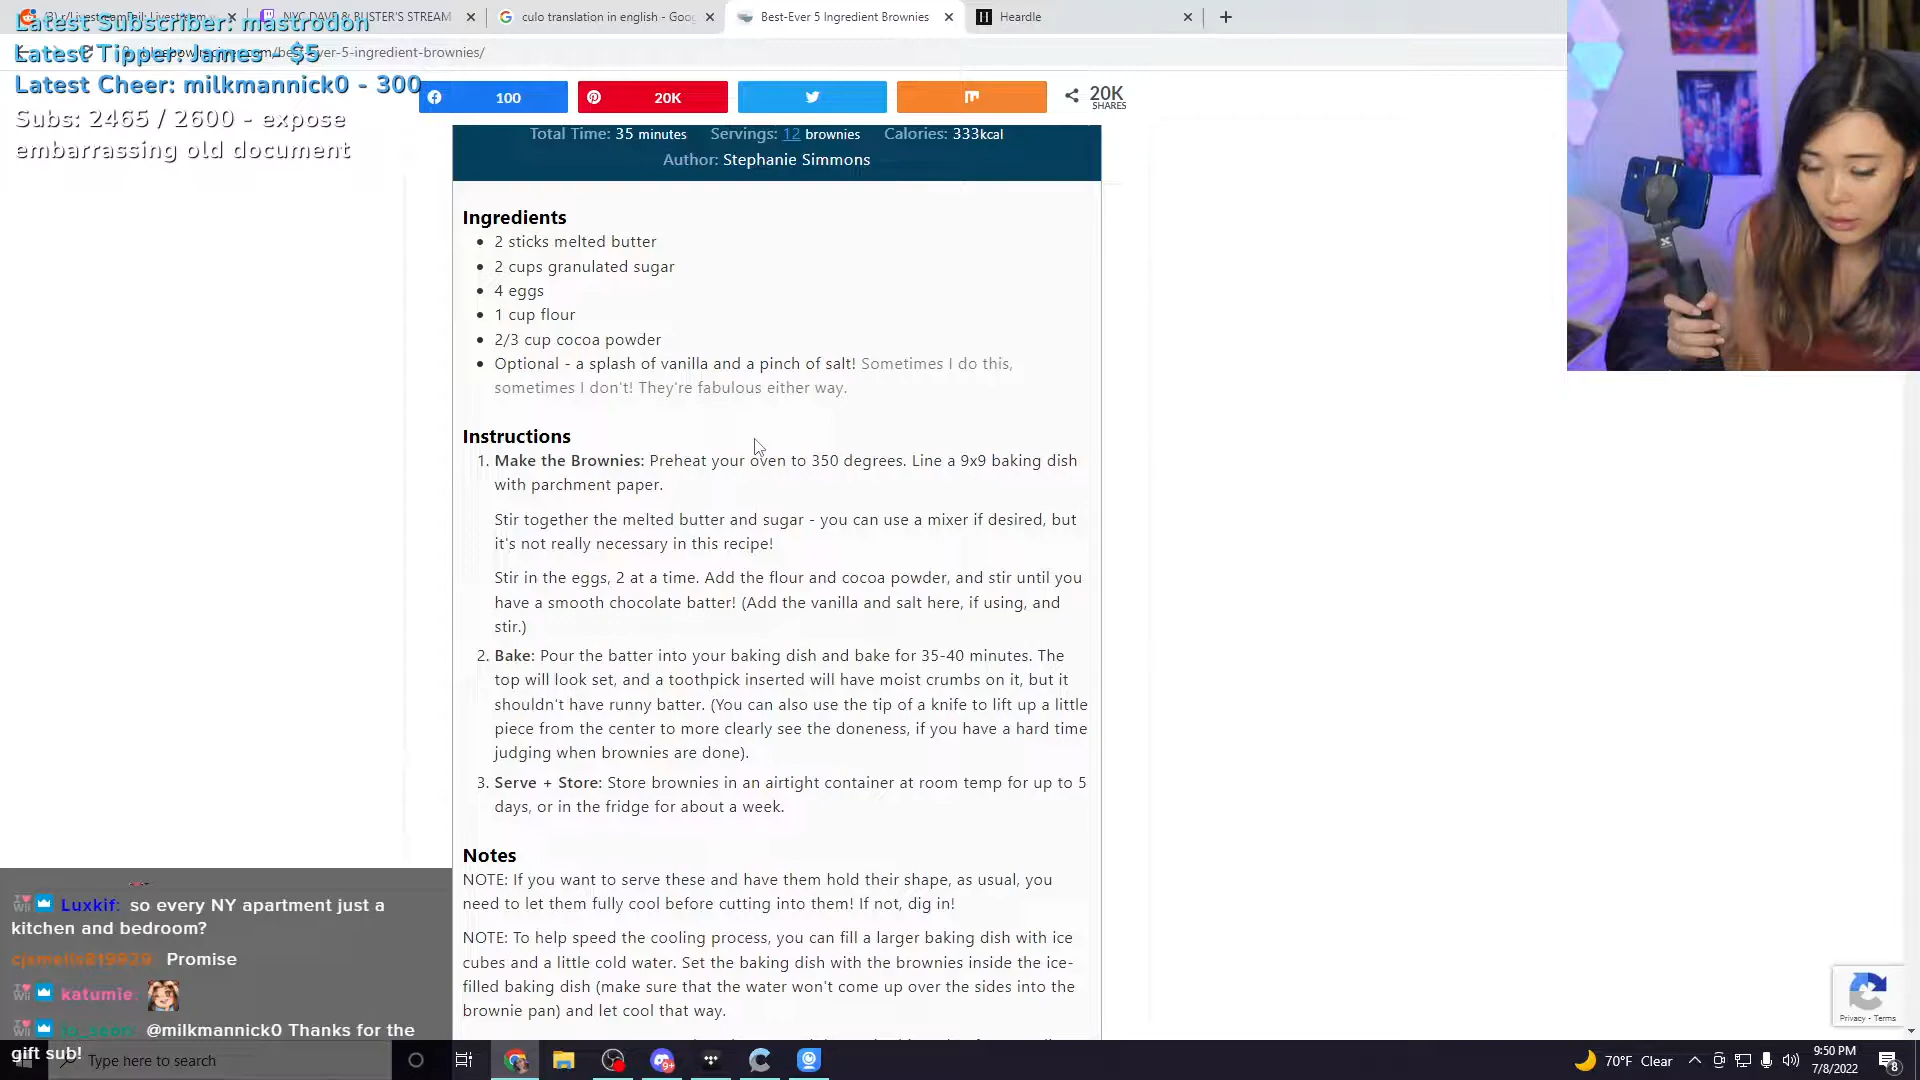 (3) r/LivestreamFail: Livestream
NYC DAVE & BUSTER'S STREAM
culo translation in english - Goo
Best-Ever 5 Ingredient Brownies
Heardle
Latest Subscriber: mastrodon
Latest Tipper: James - $5
ver-5-ingredient-brownies/
Latest Cheer: milkmannick0 - 300
Subs: 2465 / 2600 - expose
embarrassing old document
100
20K
20K
SHARES
Total Time: 35 minutes Servings: 12 brownies Calories: 333kcal
Author: Stephanie Simmons
Ingredients
2 sticks melted butter
2 cups granulated sugar
4 eggs
1 cup flour
2/3 cup cocoa powder
Optional - a splash of vanilla and a pinch of salt! Sometimes I do this,
sometimes I don't! They're fabulous either way.
Instructions
1. Make the Brownies: Preheat your oven to 350 degrees. Line a 9x9 baking dish
with parchment paper.
Stir together the melted butter and sugar - you can use a mixer if desired, but
it's not really necessary in this recipe!
Stir in the eggs, 2 at a time. Add the flour and cocoa powder, and stir until you
have a smooth chocolate batter! (Add the vanilla and salt here, if using, and
stir.)
2. Bake: Pour the batter into your baking dish and bake for 35-40 minutes. The
top will look set, and a toothpick inserted will have moist crumbs on it, but it
shouldn't have runny batter. (You can also use the tip of a knife to lift up a little
piece from the center to more clearly see the doneness, if you have a hard time
judging when brownies are done).
3. Serve + Store: Store brownies in an airtight container at room temp for up to 5
days, or in the fridge for about a week.
Notes
NOTE: If you want to serve these and have them hold their shape, as usual, you
need to let them fully cool before cutting into them! If not, dig in!
NOTE: To help speed the cooling process, you can fill a larger baking dish with ice
cubes and a little cold water. Set the baking dish with the brownies inside the ice-
filled baking dish (make sure that the water won't come up over the sides into the
brownie pan) and let cool that way.
Luxkif: so every NY apartment just a
kitchen and bedroom?
Promise
katumie:
@milkmannick0 Thanks for the
gift sub!
Privacy - Terms
Type here to search
9+
70°F Clear
9:50 PM
7/8/2022
8